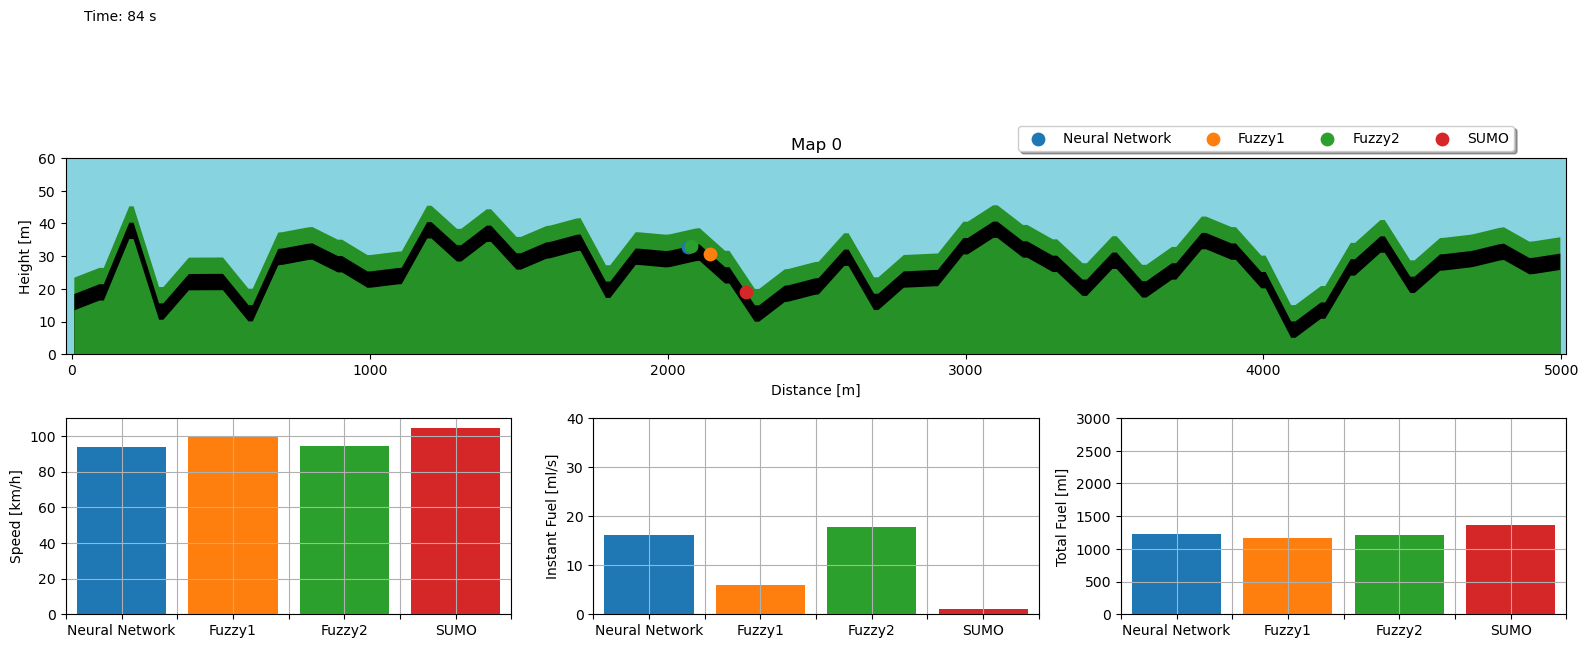 Time: 84 s
Map 0
Neural Network Fuzzy1 Fuzzy2 SUMO
Height [m]
60
50
40
30
20
10
0
0 1000 2000 3000 4000 5000
Distance [m]
Speed [km/h]
100
80
60
40
20
0
Neural Network Fuzzy1 Fuzzy2 SUMO
Instant Fuel [ml/s]
40
30
20
10
0
Neural Network Fuzzy1 Fuzzy2 SUMO
Total Fuel [ml]
3000
2500
2000
1500
1000
500
0
Neural Network Fuzzy1 Fuzzy2 SUMO